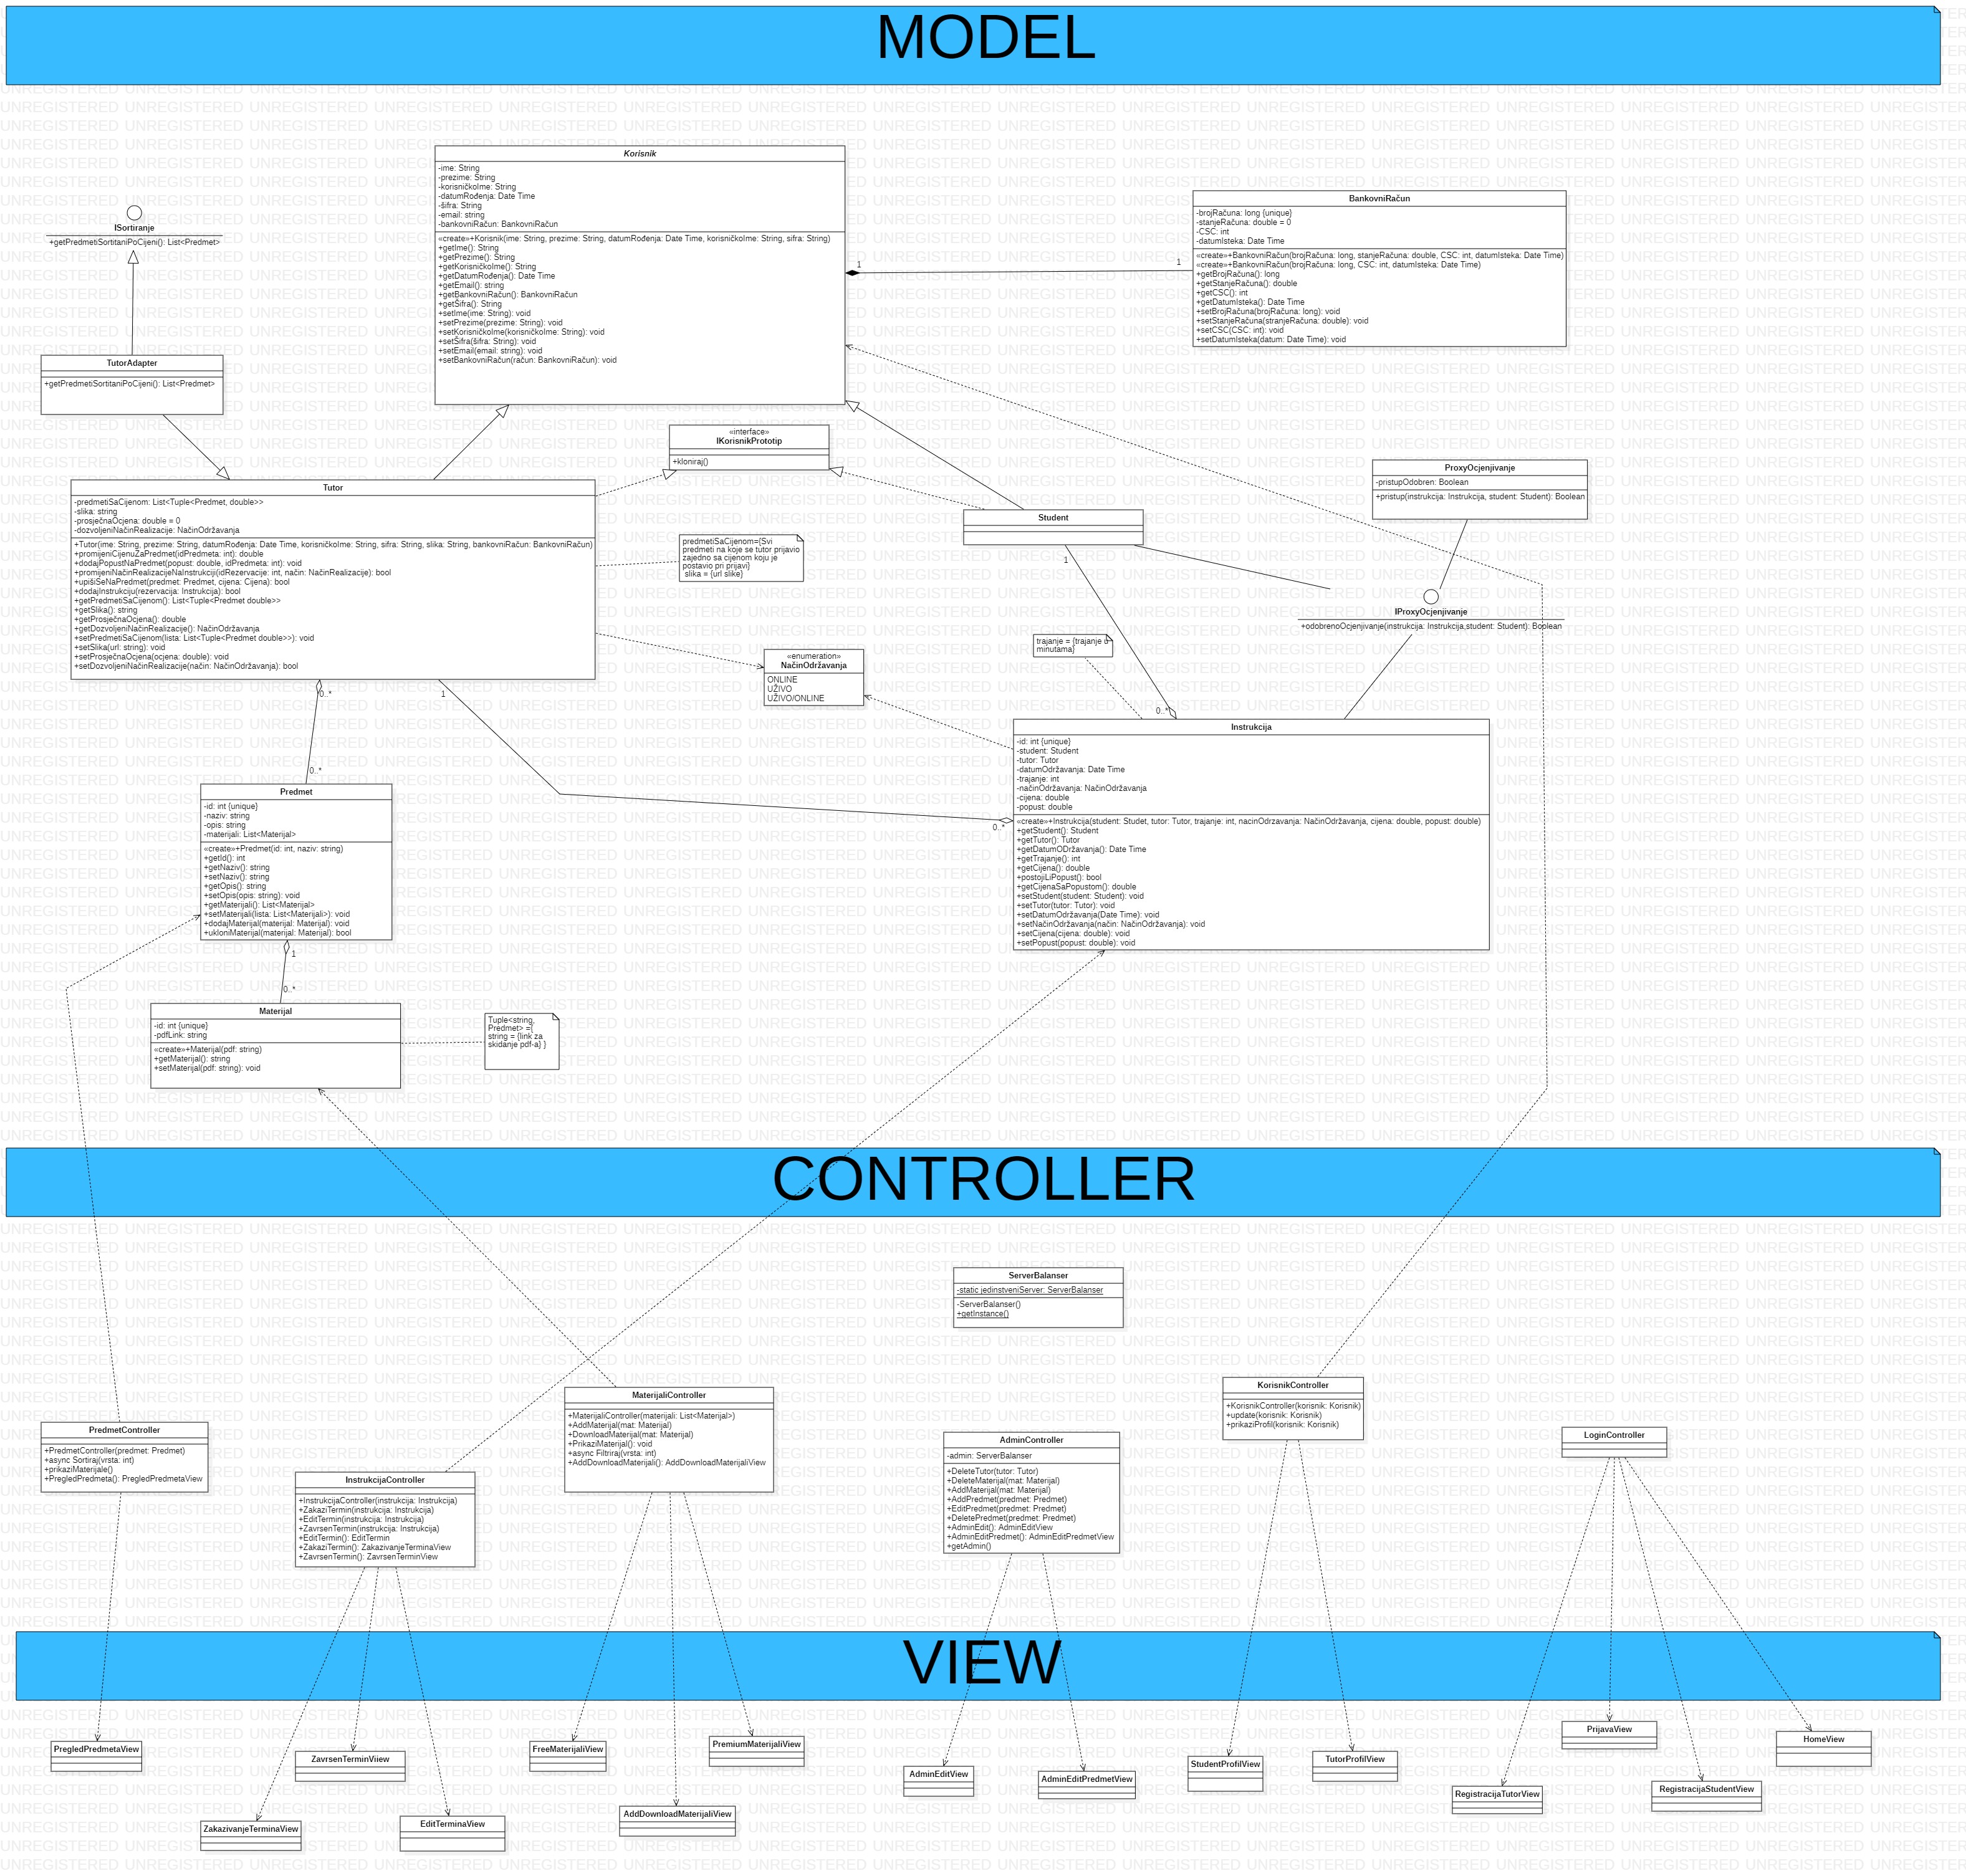 MODEL
Korisnik
-ime: String
-prezime: String
-korisničkoIme: String
-datumRođenja: Date Time
-šifra: String
-email: string
-bankovniRačun: BankovniRačun
«create»+Korisnik(ime: String, prezime: String, datumRođenja: Date Time, korisničkoIme: String, sifra: String)
+getIme(): String
+getPrezime(): String
+getKorisničkoIme(): String
+getDatumRođenja(): Date Time
+getEmail(): string
+getBankovniRačun(): BankovniRačun
+getŠifra(): String
+setIme(ime: String): void
+setPrezime(prezime: String): void
+setKorisničkoIme(korisničkoIme: String): void
+setŠifra(šifra: String): void
+setEmail(email: string): void
+setBankovniRačun(račun: BankovniRačun): void
1
1
BankovniRačun
-brojRačuna: long {unique}
-stanjeRačuna: double = 0
-CSC: int
-datumIsteka: Date Time
«create»+BankovniRačun(brojRačuna: long, stanjeRačuna: double, CSC: int, datumIsteka: Date Time)
«create»+BankovniRačun(brojRačuna: long, CSC: int, datumIsteka: Date Time)
+getBrojRačuna(): long
+getStanjeRačuna(): double
+getCSC(): int
+getDatumIsteka(): Date Time
+setBrojRačuna(brojRačuna: long): void
+setStanjeRačuna(stranjeRačuna: double): void
+setCSC(CSC: int): void
+setDatumIsteka(datum: Date Time): void
ISortiranje
+getPredmetiSortitaniPoCijeni(): List<Predmet>
TutorAdapter
+getPredmetiSortitaniPoCijeni(): List<Predmet>
«interface»
IKorisnikPrototip
+kloniraj()
ProxyOcjenjivanje
-pristupOdobren: Boolean
+pristup(instrukcija: Instrukcija, student: Student): Boolean
Tutor
-predmetiSaCijenom: List<Tuple<Predmet, double>>
-slika: string
-prosječnaOcjena: double = 0
-dozvoljeniNačinRealizacije: NačinOdržavanja
+Tutor(ime: String, prezime: String, datumRođenja: Date Time, korisničkoIme: String, sifra: String, slika: String, bankovniRačun: BankovniRačun)
+promijeniCijenuZaPredmet(idPredmeta: int): double
+dodajPopustNaPredmet(popust: double, idPredmeta: int): void
+promijeniNačinRealizacijeNaInstrukciji(idRezervacije: int, način: NačinRealizacije): bool
+upišiSeNaPredmet(predmet: Predmet, cijena: Cijena): bool
+dodajInstrukciju(rezervacija: Instrukcija): bool
+getPredmetiSaCijenom(): List<Tuple<Predmet double>>
+getSlika(): string
+getProsječnaOcjena(): double
+getDozvoljeniNačinRealizacije(): NačinOdržavanja
+setPredmetiSaCijenom(lista: List<Tuple<Predmet double>>): void
+setSlika(url: string): void
+setProsječnaOcjena(ocjena: double): void
+setDozvoljeniNačinRealizacije(način: NačinOdržavanja): bool
Student
predmetiSaCijenom={Svi
predmeti na koje se tutor prijavio
zajedno sa cijenom koju je
postavio pri prijavi}
slika = {url slike}
1
IProxyOcjenjivanje
+odobrenoOcjenjivanje(instrukcija: Instrukcija,student: Student): Boolean
trajanje = {trajanje u
minutama}
«enumeration»
NačinOdržavanja
ONLINE
UŽIVO
UŽIVO/ONLINE
0..*
1
0..*
0..*
0..*
Instrukcija
-id: int {unique}
-student: Student
-tutor: Tutor
-datumOdržavanja: Date Time
-trajanje: int
-načinOdržavanja: NačinOdržavanja
-cijena: double
-popust: double
«create»+Instrukcija(student: Studet, tutor: Tutor, trajanje: int, nacinOdrzavanja: NačinOdržavanja, cijena: double, popust: double)
+getStudent(): Student
+getTutor(): Tutor
+getDatumODržavanja(): Date Time
+getTrajanje(): int
+getCijena(): double
+postojiLiPopust(): bool
+getCijenaSaPopustom(): double
+setStudent(student: Student): void
+setTutor(tutor: Tutor): void
+setDatumOdržavanja(Date Time): void
+setNačinOdržavanja(način: NačinOdržavanja): void
+setCijena(cijena: double): void
+setPopust(popust: double): void
Predmet
-id: int {unique}
-naziv: string
-opis: string
-materijali: List<Materijal>
«create»+Predmet(id: int, naziv: string)
+getId(): int
+getNaziv(): string
+setNaziv(): string
+getOpis(): string
+setOpis(opis: string): void
+getMaterijali(): List<Materijal>
+setMaterijali(lista: List<Materijali>): void
+dodajMaterijal(materijal: Materijal): void
+ukloniMaterijal(materijal: Materijal): bool
1
0..*
Materijal
-id: int {unique}
-pdfLink: string
«create»+Materijal(pdf: string)
+getMaterijal(): string
+setMaterijal(pdf: string): void
Tuple<string,
Predmet> ={
string = {link za
skidanje pdf-a} }
CONTROLLER
ServerBalanser
-static jedinstveniServer: ServerBalanser
-ServerBalanser()
+getInstance()
PredmetController
+PredmetController(predmet: Predmet)
+async Sortiraj(vrsta: int)
+prikaziMaterijale()
+PregledPredmeta(): PregledPredmetaView
InstrukcijaController
+InstrukcijaController(instrukcija: Instrukcija)
+ZakaziTermin(instrukcija: Instrukcija)
+EditTermin(instrukcija: Instrukcija)
+ZavrsenTermin(instrukcija: Instrukcija)
+EditTermin(): EditTermin
+ZakaziTermin(): ZakazivanjeTerminaView
+ZavrsenTermin(): ZavrsenTerminView
MaterijaliController
+MaterijaliController(materijali: List<Materijal>)
+AddMaterijal(mat: Materijal)
+DownloadMaterijal(mat: Materijal)
+PrikaziMaterijal(): void
+async Filtriraj(vrsta: int)
+AddDownloadMaterijali(): AddDownloadMaterijaliView
AdminController
-admin: ServerBalanser
+DeleteTutor(tutor: Tutor)
+DeleteMaterijal(mat: Materijal)
+AddMaterijal(mat: Materijal)
+AddPredmet(predmet: Predmet)
+EditPredmet(predmet: Predmet)
+DeletePredmet(predmet: Predmet)
+AdminEdit(): AdminEditView
+AdminEditPredmet(): AdminEditPredmetView
+getAdmin()
KorisnikController
+KorisnikController(korisnik: Korisnik)
+update(korisnik: Korisnik)
+prikaziProfil(korisnik: Korisnik)
LoginController
VIEW
PregledPredmetaView
ZavrsenTerminViiew
ZakazivanjeTerminaView
EditTerminaView
FreeMaterijaliView
PremiumMaterijaliView
AddDownloadMaterijaliView
AdminEditView
AdminEditPredmetView
StudentProfilView
TutorProfilView
RegistracijaTutorView
PrijavaView
RegistracijaStudentView
HomeView